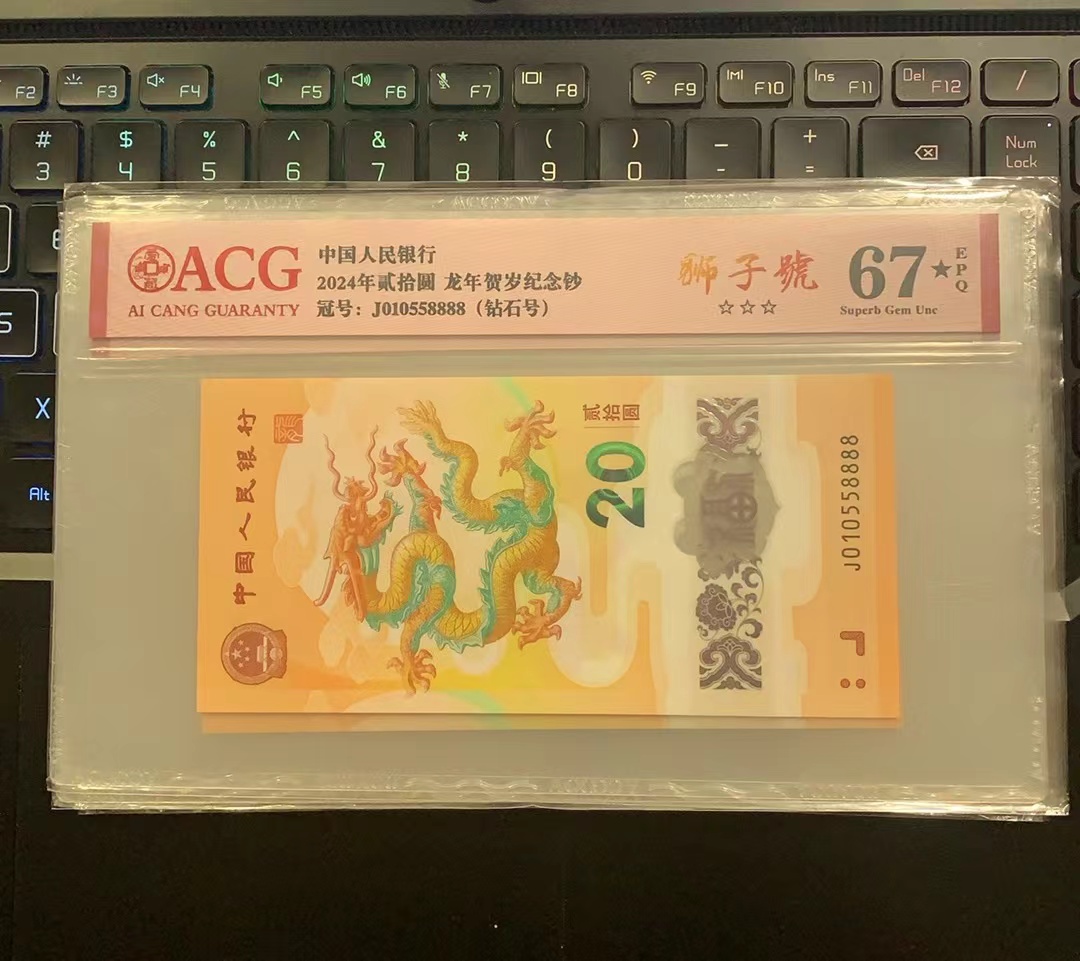 F2 F3 F4 F5 F6 F7 F8 F9 F10 Ins F11 Del F12 /
# $ % ^ & * ( ) _ + Num
3 4 5 6 7 8 9 0 - = Lock
ACG
AI CANG GUARANTY
中国人民银行
2024年贰拾圆 龙年贺岁纪念钞
冠号：J010558888（钻石号）
狮子號
☆☆☆
67★
EPQ
Superb Gem Unc
S
X
Alt
中国人民银行
贰拾圆
20
J010558888